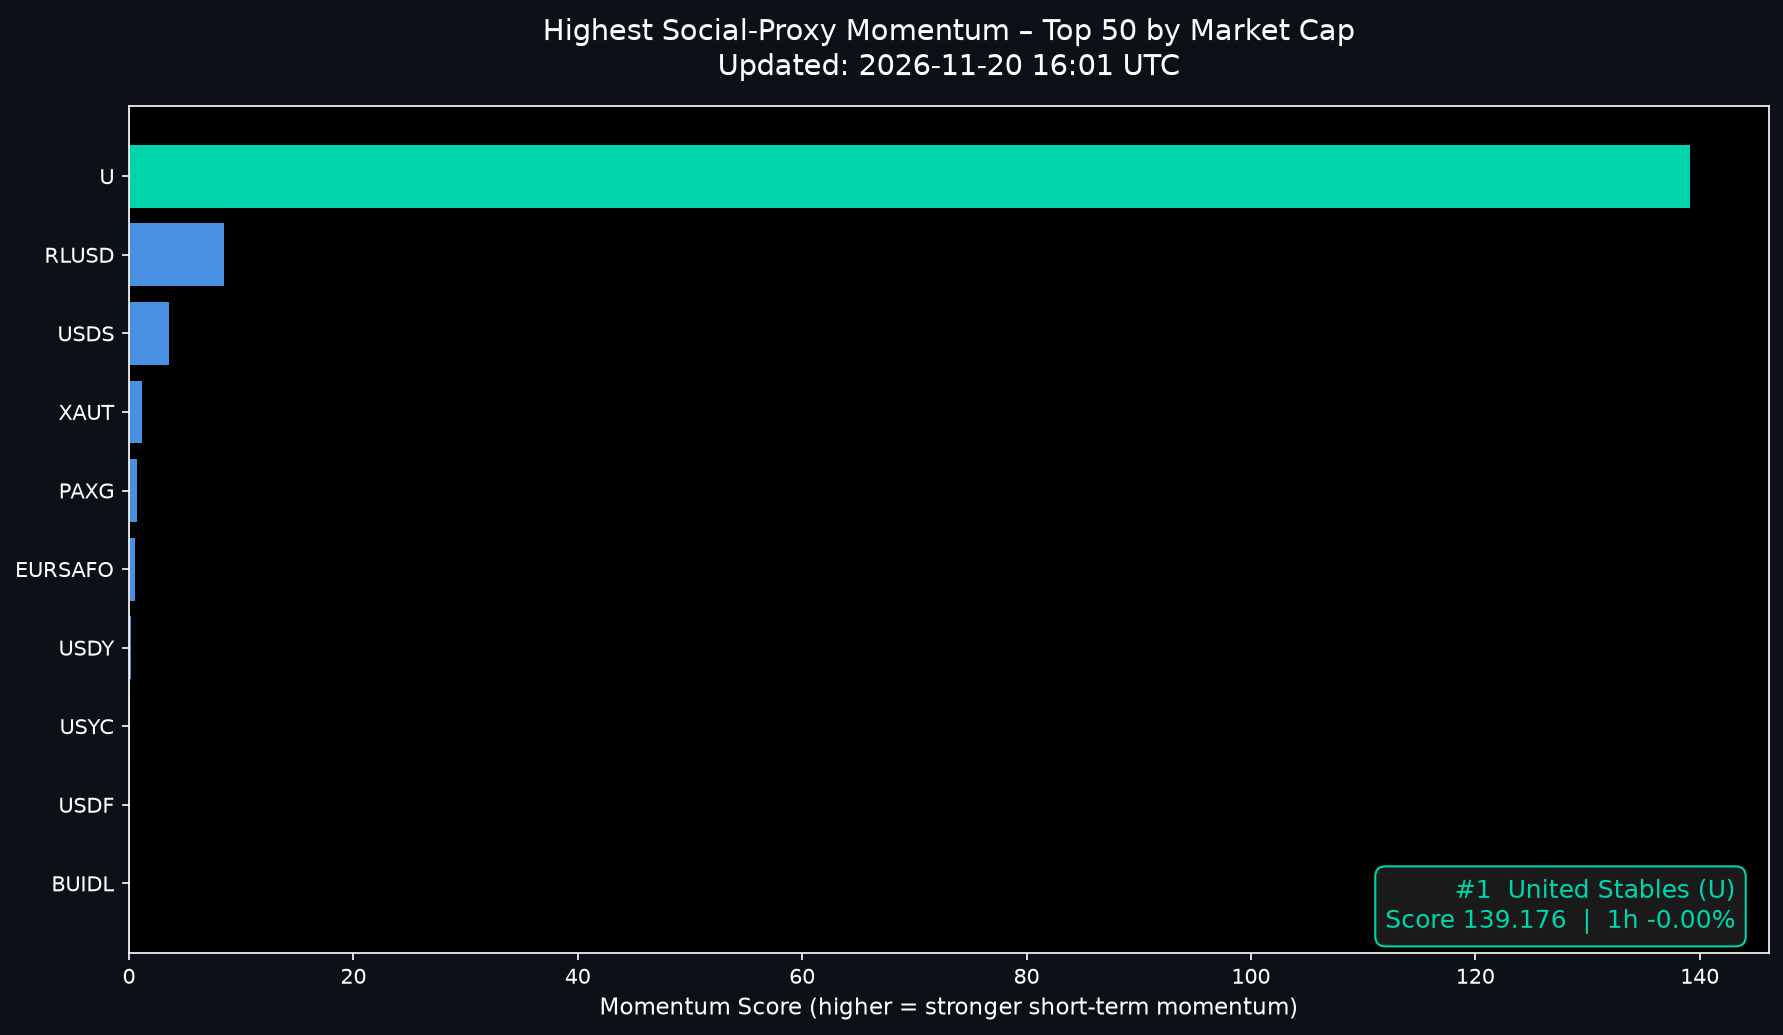 Highest Social-Proxy Momentum – Top 50 by Market Cap
Updated: 2026-11-20 16:01 UTC
U
RLUSD
USDS
XAUT
PAXG
EURSAFO
USDY
USYC
USDF
BUIDL
#1  United Stables (U)
Score 139.176  |  1h -0.00%
0 20 40 60 80 100 120 140
Momentum Score (higher = stronger short-term momentum)